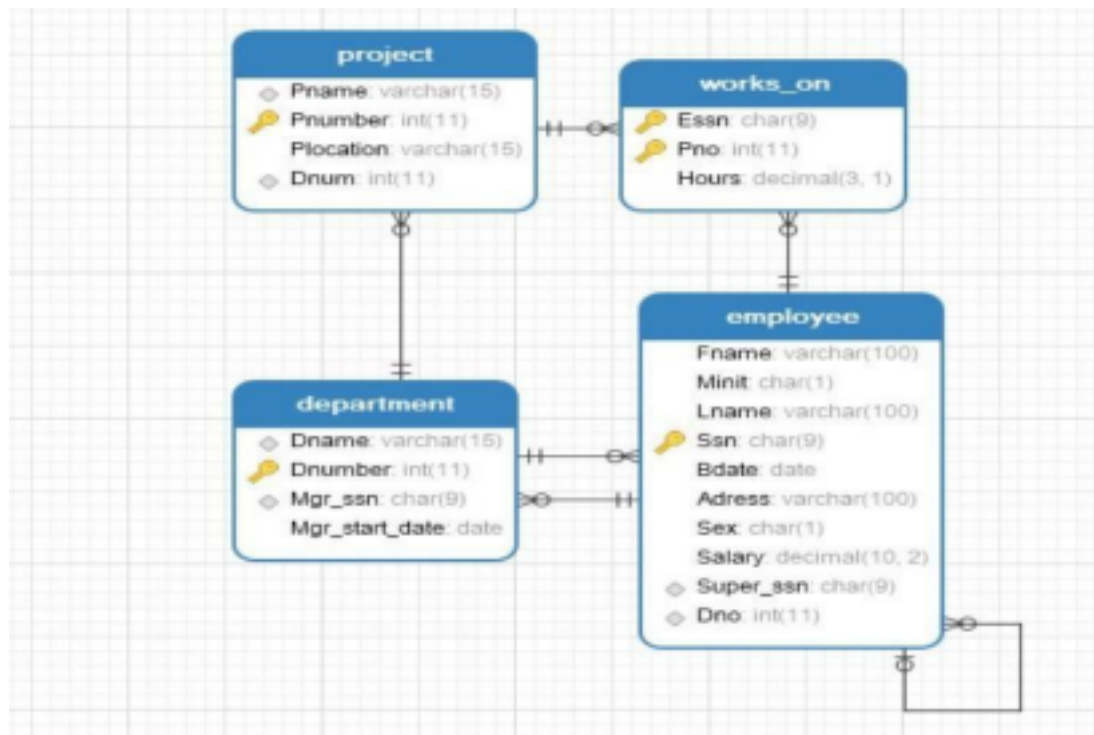 project
Pname: varchar(15)
Pnumber: int(11)
Plocation: varchar(15)
Dnum: int(11)
works_on
Essn: char(9)
Pno: int(11)
Hours: decimal(3, 1)
employee
Fname: varchar(100)
Minit: char(1)
Lname: varchar(100)
Ssn: char(9)
Bdate: date
Adress: varchar(100)
Sex: char(1)
Salary: decimal(10, 2)
Super_ssn: char(9)
Dno: int(11)
department
Dname: varchar(15)
Dnumber: int(11)
Mgr_ssn: char(9)
Mgr_start_date: date